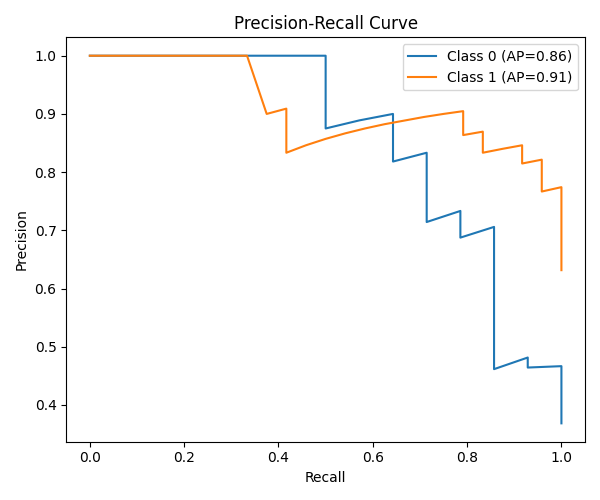 Precision-Recall Curve
Class 0 (AP=0.86)
Class 1 (AP=0.91)
Precision
1.0
0.9
0.8
0.7
0.6
0.5
0.4
0.0 0.2 0.4 0.6 0.8 1.0
Recall